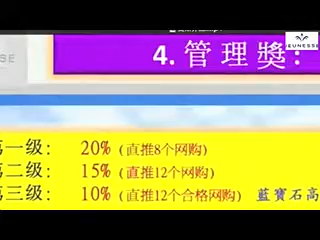 JEUNESSE
4.管理獎:
第一级: 20%(直推8个网购)
第二级: 15%(直推12个网购)
第三级: 10%(直推12个合格网购) 藍寶石高